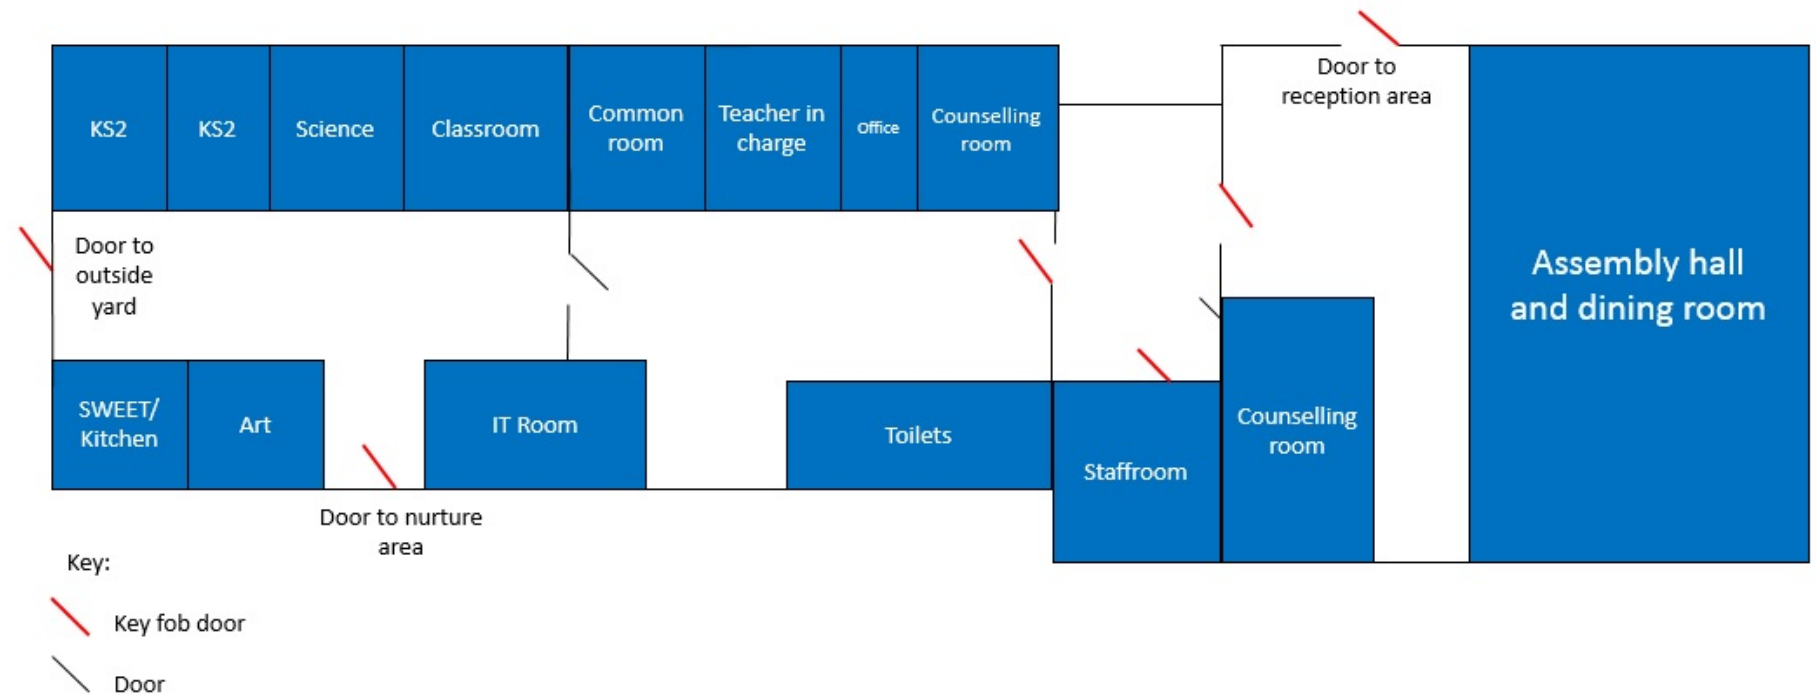 Door to
reception area
KS2
KS2
Science
Classroom
Common
room
Teacher in
charge
Office
Counselling
room
Door to
outside
yard
Assembly hall
and dining room
SWEET/
Kitchen
Art
IT Room
Toilets
Staffroom
Counselling
room
Door to nurture
area
Key:
Key fob door
Door